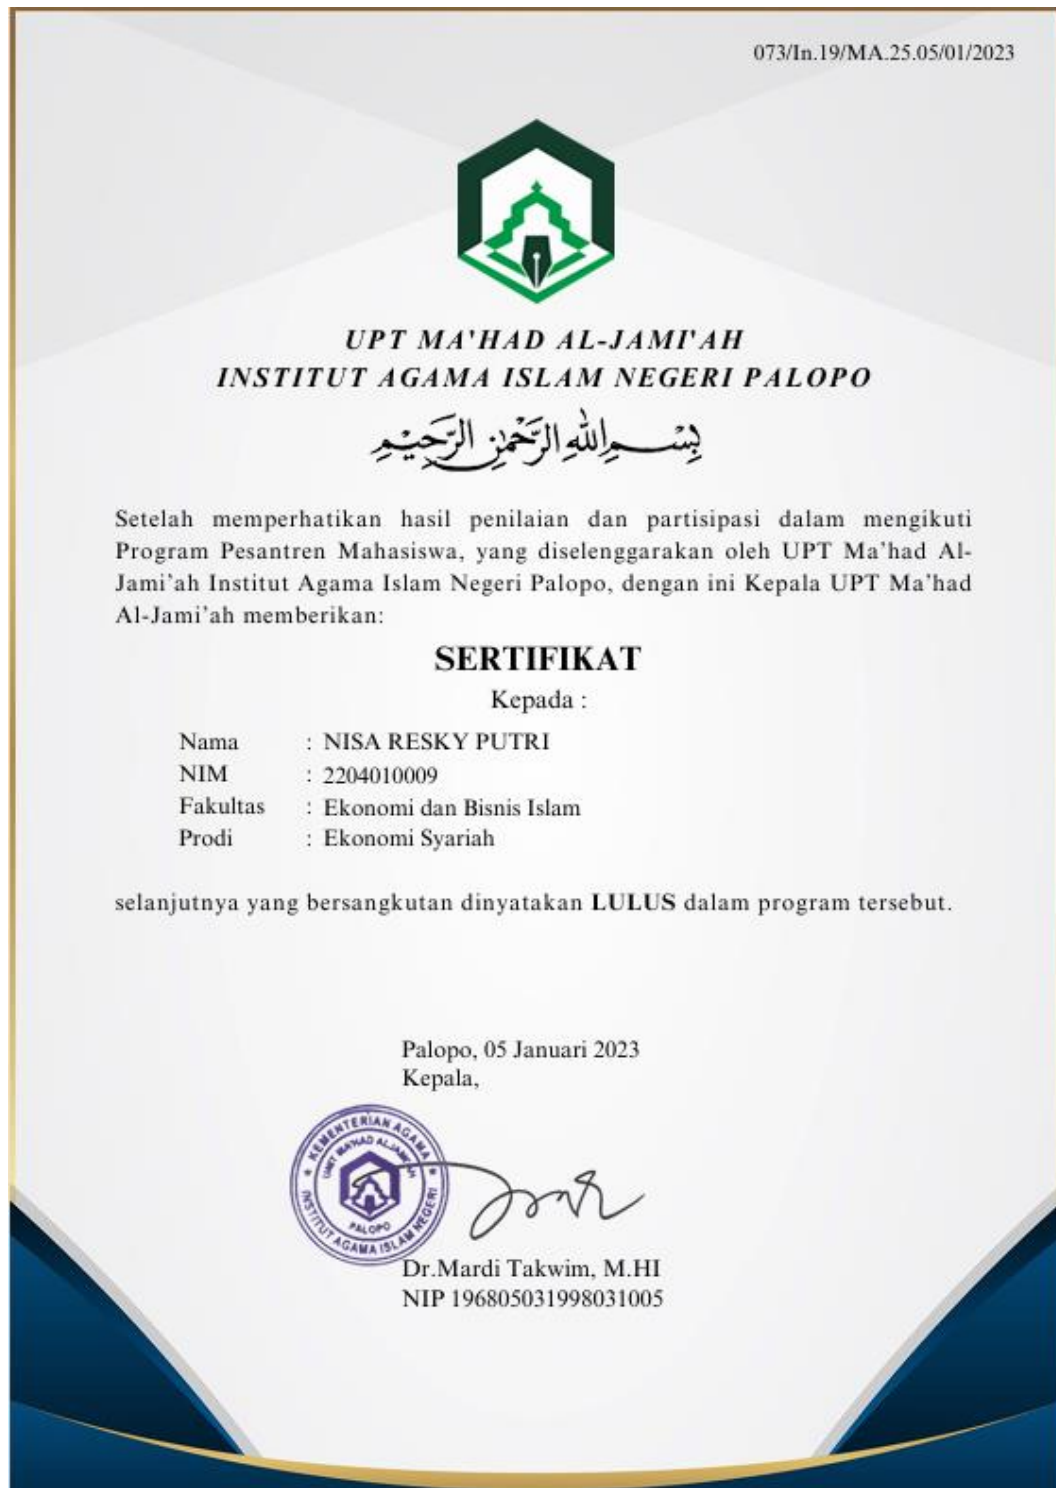 073/In.19/MA.25.05/01/2023
UPT MA'HAD AL-JAMI'AH
INSTITUT AGAMA ISLAM NEGERI PALOPO
بِسْمِ اللهِ الرَّحْمٰنِ الرَّحِيْمِ
Setelah memperhatikan hasil penilaian dan partisipasi dalam mengikuti
Program Pesantren Mahasiswa, yang diselenggarakan oleh UPT Ma’had Al-
Jami’ah Institut Agama Islam Negeri Palopo, dengan ini Kepala UPT Ma’had
Al-Jami’ah memberikan:
SERTIFIKAT
Kepada :
Nama : NISA RESKY PUTRI
NIM : 2204010009
Fakultas : Ekonomi dan Bisnis Islam
Prodi : Ekonomi Syariah
selanjutnya yang bersangkutan dinyatakan LULUS dalam program tersebut.
Palopo, 05 Januari 2023
Kepala,
KEMENTERIAN AGAMA
MA'HAD ALJAMI'AH
PALOPO
INSTITUT AGAMA ISLAM NEGERI
Dr.Mardi Takwim, M.HI
NIP 196805031998031005